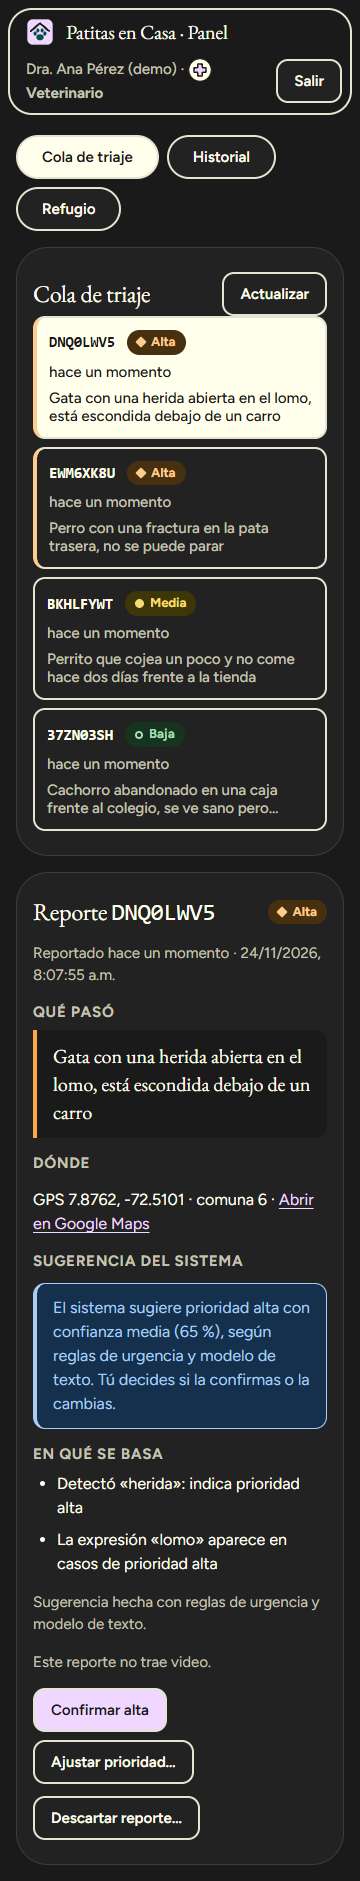 Patitas en Casa · Panel
Dra. Ana Pérez (demo) ·
Veterinario
Salir
Cola de triaje
Historial
Refugio
Cola de triaje
Actualizar
DNQ0LWV5
Alta
hace un momento
Gata con una herida abierta en el lomo,
está escondida debajo de un carro
EWM6XK8U
Alta
hace un momento
Perro con una fractura en la pata
trasera, no se puede parar
BKHLFYWT
Media
hace un momento
Perrito que cojea un poco y no come
hace dos días frente a la tienda
37ZN03SH
Baja
hace un momento
Cachorro abandonado en una caja
frente al colegio, se ve sano pero...
Reporte DNQ0LWV5
Alta
Reportado hace un momento · 24/11/2026,
8:07:55 a.m.
QUÉ PASÓ
Gata con una herida abierta en el
lomo, está escondida debajo de un
carro
DÓNDE
GPS 7.8762, -72.5101 · comuna 6 · Abrir
en Google Maps
SUGERENCIA DEL SISTEMA
El sistema sugiere prioridad alta con
confianza media (65 %), según
reglas de urgencia y modelo de
texto. Tú decides si la confirmas o la
cambias.
EN QUÉ SE BASA
• Detectó «herida»: indica prioridad
alta
• La expresión «lomo» aparece en
casos de prioridad alta
Sugerencia hecha con reglas de urgencia y
modelo de texto.
Este reporte no trae video.
Confirmar alta
Ajustar prioridad...
Descartar reporte...